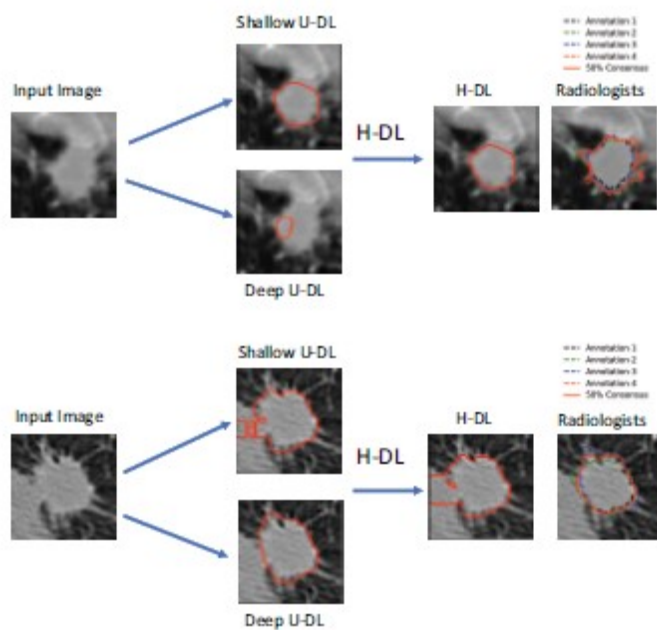 Shallow U-DL
Annotation 1
Annotation 2
Annotation 3
Annotation 4
50% Consensus
Input Image
H-DL
H-DL
Radiologists
Deep U-DL
Shallow U-DL
Annotation 1
Annotation 2
Annotation 3
Annotation 4
50% Consensus
Input Image
H-DL
H-DL
Radiologists
Deep U-DL